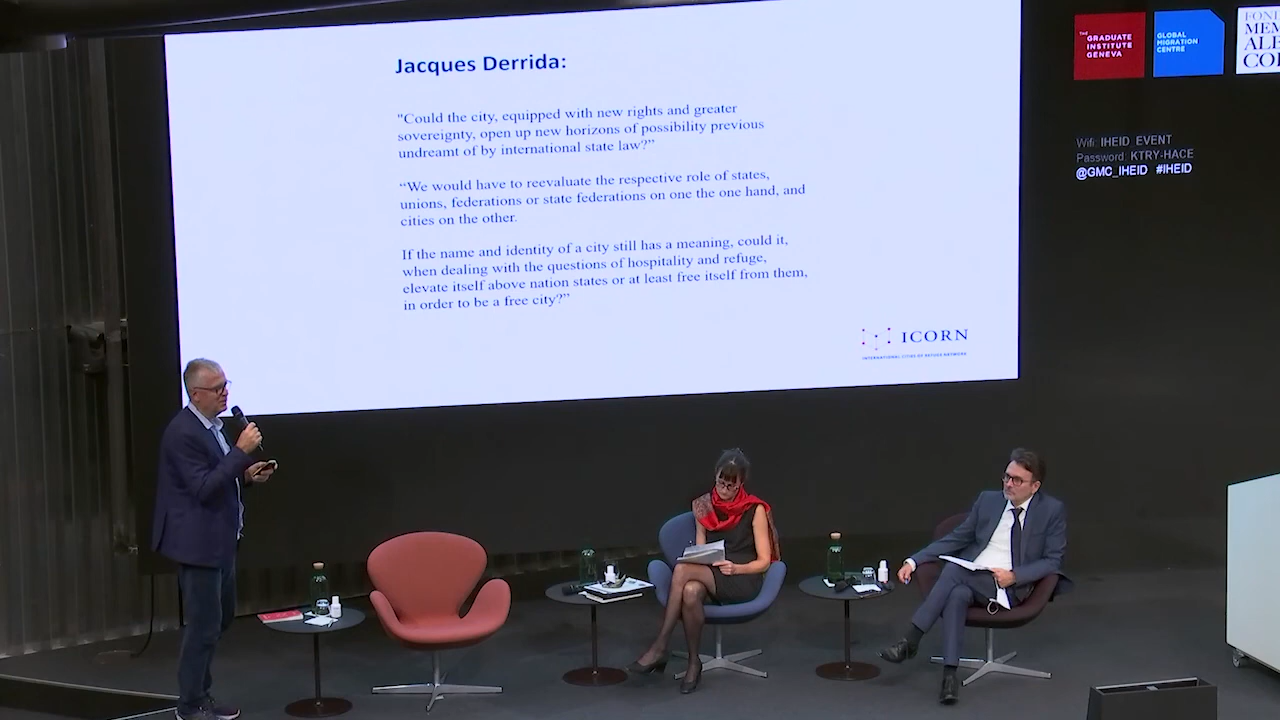 Jacques Derrida:
"Could the city, equipped with new rights and greater
sovereignty, open up new horizons of possibility previous
undreamt of by international state law?”
“We would have to reevaluate the respective role of states,
unions, federations or state federations on one the one hand, and
cities on the other.
If the name and identity of a city still has a meaning, could it,
when dealing with the questions of hospitality and refuge,
elevate itself above nation states or at least free itself from them,
in order to be a free city?”
ICORN
INTERNATIONAL CITIES OF REFUGE NETWORK
THE GRADUATE
INSTITUTE
GENEVA
GLOBAL
MIGRATION
CENTRE
Wifi: IHEID_EVENT
Password: KTRY-HACE
@GMC_IHEID #IHEID